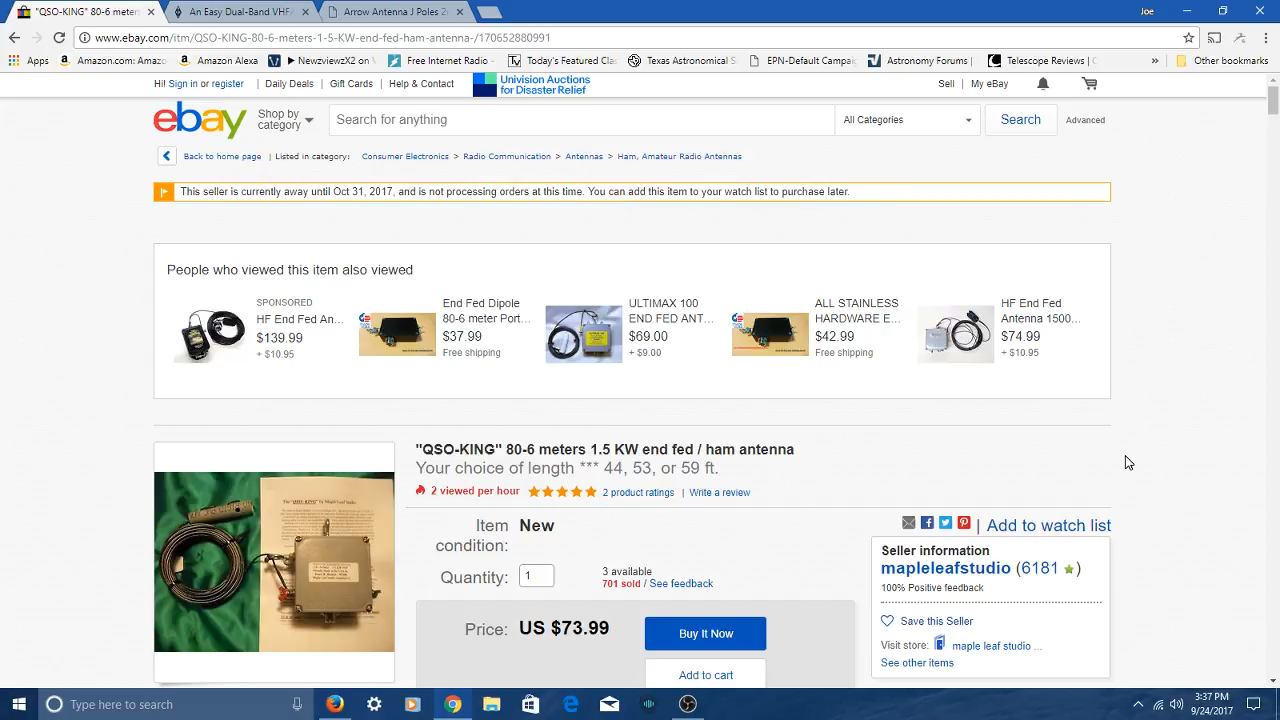 "QSO-KING" 80-6 meters
An Easy Dual-Band VHF/
Arrow Antenna J Poles 2
Joe
www.ebay.com/itm/QSO-KING-80-6-meters-1-5-KW-end-fed-ham-antenna-/170652880991
Apps
Amazon.com: Amazo
Amazon Alexa
NewviewX2 on
Free Internet Radio -
Today's Featured Clas
Texas Astronomical S
EPN-Default-Campaig
Astronomy Forums |
Telescope Reviews (
»
Other bookmarks
Hi! Sign in or register
Daily Deals
Gift Cards
Help & Contact
Univision Auctions
for Disaster Relief
Sell
My eBay
ebay
Shop by
category
Search for anything
All Categories
Search
Advanced
Back to home page | Listed in category: Consumer Electronics > Radio Communication > Antennas > Ham, Amateur Radio Antennas
This seller is currently away until Oct 31, 2017, and is not processing orders at this time. You can add this item to your watch list to purchase later.
People who viewed this item also viewed
SPONSORED
HF End Fed An...
$139.99
+ $10.95
End Fed Dipole
80-6 meter Port...
$37.99
Free shipping
ULTIMAX 100
END FED ANT...
$69.00
+ $9.00
ALL STAINLESS
HARDWARE E...
$42.99
Free shipping
HF End Fed
Antenna 1500...
$74.99
+ $10.95
"QSO-KING" 80-6 meters 1.5 KW end fed / ham antenna
Your choice of length *** 44, 53, or 59 ft.
2 viewed per hour
2 product ratings | Write a review
Item
condition:
New
Quantity:
1
3 available
701 sold / See feedback
Price:
US $73.99
Buy It Now
Add to cart
| Add to watch list
Seller information
mapleleafstudio (6181 )
100% Positive feedback
Save this Seller
Visit store: maple leaf studio ...
See other items
Type here to search
3:37 PM
9/24/2017